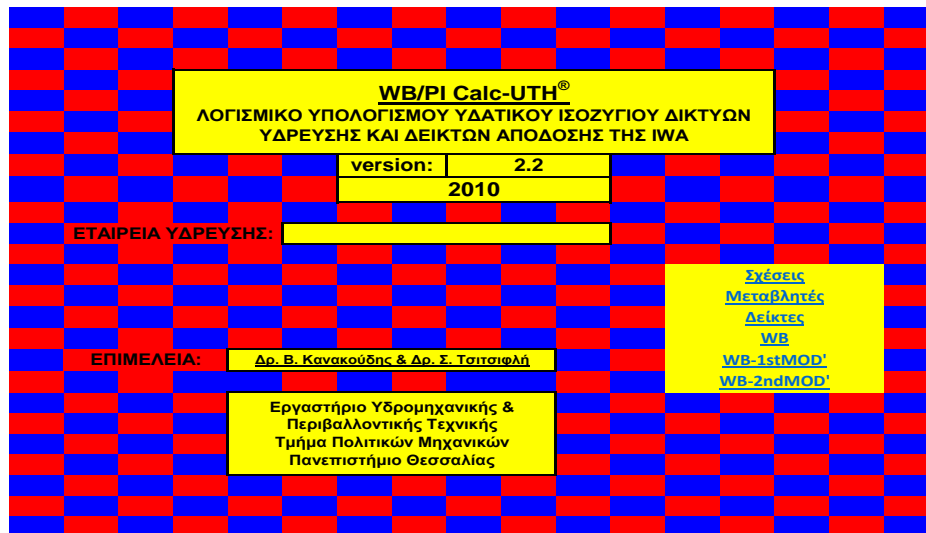 WB/PI Calc-UTH®
ΛΟΓΙΣΜΙΚΟ ΥΠΟΛΟΓΙΣΜΟΥ ΥΔΑΤΙΚΟΥ ΙΣΟΖΥΓΙΟΥ ΔΙΚΤΥΩΝ
ΥΔΡΕΥΣΗΣ ΚΑΙ ΔΕΙΚΤΩΝ ΑΠΟΔΟΣΗΣ ΤΗΣ IWA
version: 2.2
2010
ΕΤΑΙΡΕΙΑ ΥΔΡΕΥΣΗΣ:
Σχέσεις
Μεταβλητές
Δείκτες
WB
WB-1stMOD'
WB-2ndMOD'
ΕΠΙΜΕΛΕΙΑ: Δρ. Β. Κανακούδης & Δρ. Σ. Τσιτσιφλή
Εργαστήριο Υδρομηχανικής &
Περιβαλλοντικής Τεχνικής
Τμήμα Πολιτικών Μηχανικών
Πανεπιστήμιο Θεσσαλίας